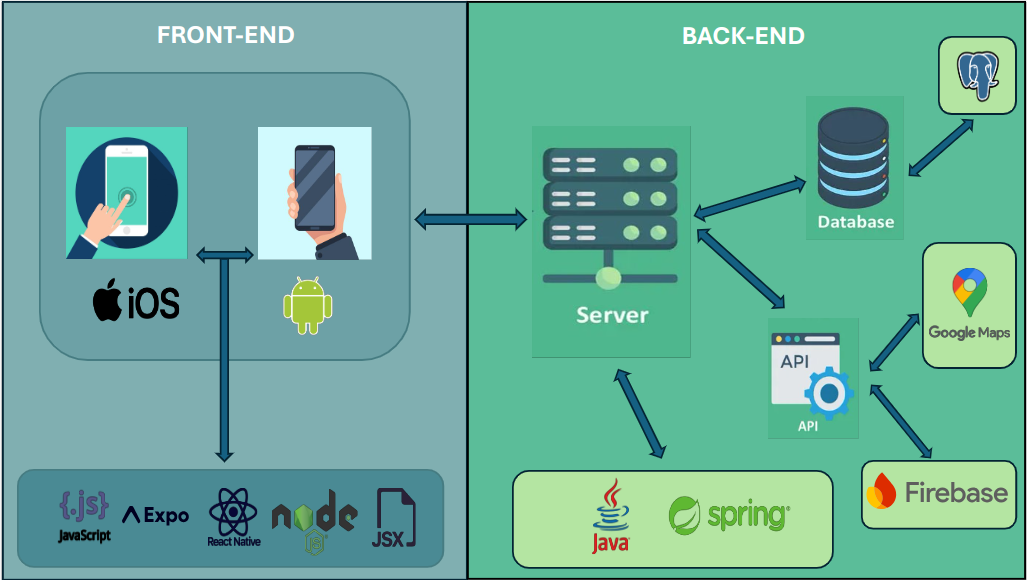 FRONT-END
BACK-END
iOS
Server
Database
API
API
Google Maps
Firebase
{.js}
JavaScript
Expo
React Native
node
JS
JSX
Java
spring